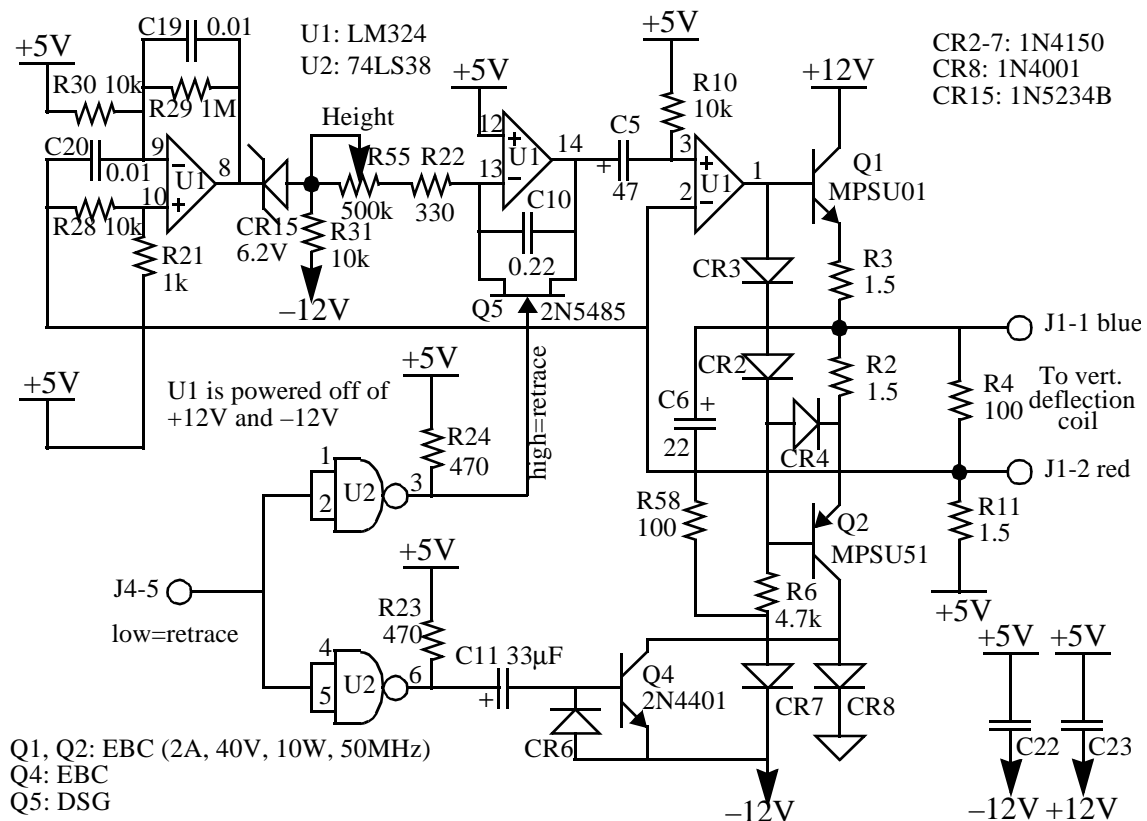 C19 0.01
U1: LM324
U2: 74LS38
CR2-7: 1N4150
CR8: 1N4001
CR15: 1N5234B
+5V
R30 10k
R29 1M
C20
0.01
9
8
10
U1
R28 10k
R21
1k
CR15
6.2V
Height
R55
500k
R31
10k
–12V
R22
330
+5V
12
13
14
U1
C10
0.22
Q5
2N5485
C5
+
47
+5V
R10
10k
3
2
1
U1
+12V
Q1
MPSU01
R3
1.5
CR3
CR2
C6
+
22
R2
1.5
CR4
J1-1 blue
R4
100
To vert.
deflection
coil
J1-2 red
R11
1.5
+5V
+5V
U1 is powered off of
+12V and –12V
+5V
R24
470
high=retrace
1
2
U2
3
R58
100
Q2
MPSU51
R6
4.7k
J4-5
low=retrace
+5V
R23
470
4
5
U2
6
C11 33µF
+
Q4
2N4401
CR6
CR7
CR8
–12V
+5V
+5V
C22
C23
–12V
+12V
Q1, Q2: EBC (2A, 40V, 10W, 50MHz)
Q4: EBC
Q5: DSG